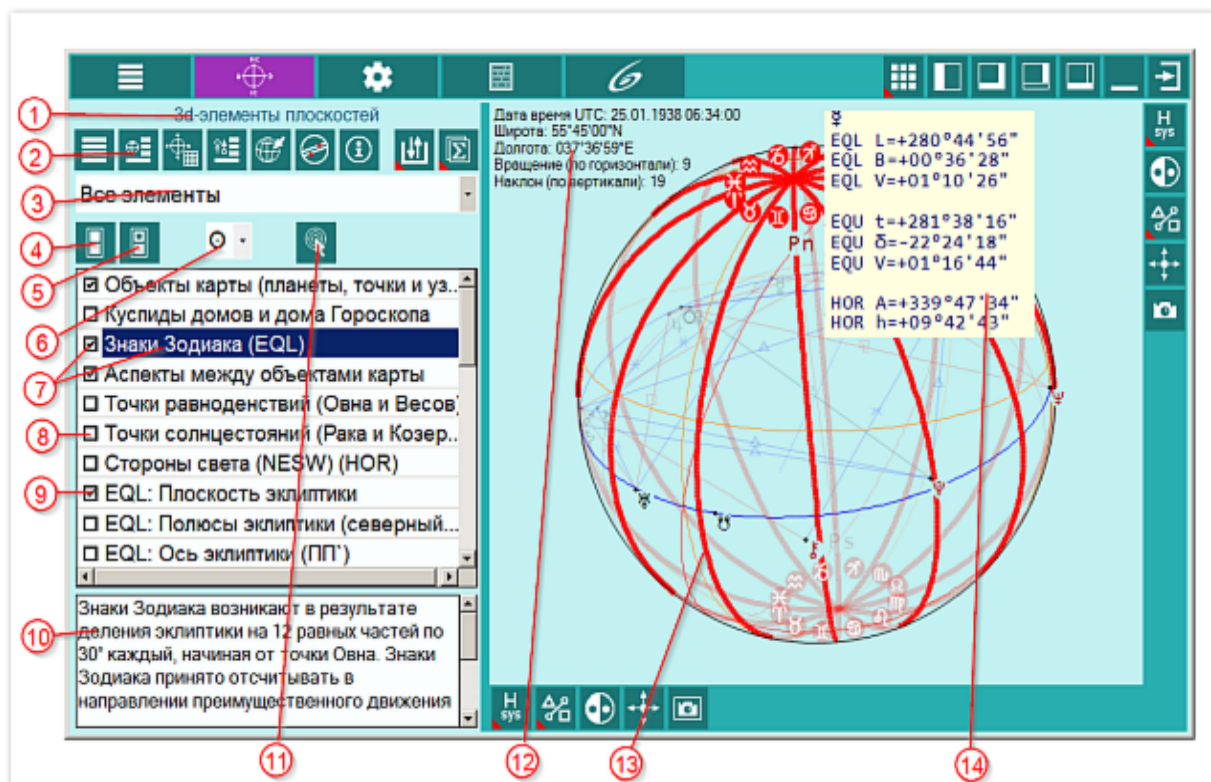 3d-элементы плоскостей
Все элементы
Объекты карты (планеты, точки и уз...
Куспиды домов и дома Гороскопа
Знаки Зодиака (EQL)
Аспекты между объектами карты
Точки равноденствий (Овна и Весов)
Точки солнцестояний (Рака и Козер...
Стороны света (NESW) (HOR)
EQL: Плоскость эклиптики
EQL: Полюсы эклиптики (северный...
EQL: Ось эклиптики (ПП`)
Знаки Зодиака возникают в результате
деления эклиптики на 12 равных частей по
30° каждый, начиная от точки Овна. Знаки
Зодиака принято отсчитывать в
направлении преимущественного движения
Дата время UTC: 25.01.1938 06:34:00
Широта: 55°45'00"N
Долгота: 037°36'59"E
Вращение (по горизонтали): 9
Наклон (по вертикали): 19
☿
EQL L=+280°44'56"
EQL B=+00°36'28"
EQL V=+01°10'26"
EQU t=+281°38'16"
EQU δ=-22°24'18"
EQU V=+01°16'44"
HOR A=+339°47'34"
HOR h=+09°42'43"
Pn
Ps
H
sys
H
sys
1
2
3
4
5
6
7
8
9
10
11
12
13
14